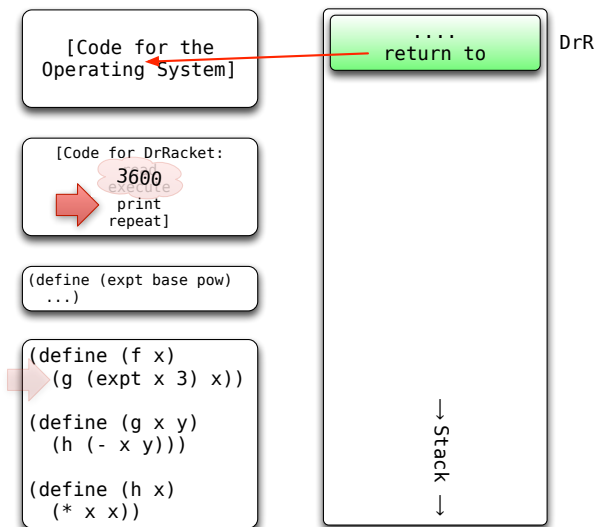 [Code for the
Operating System]
....
return to
DrR
[Code for DrRacket:
3600
execute
print
repeat]
(define (expt base pow)
...)
(define (f x)
(g (expt x 3) x))
(define (g x y)
(h (- x y)))
(define (h x)
(* x x))
→ Stack →